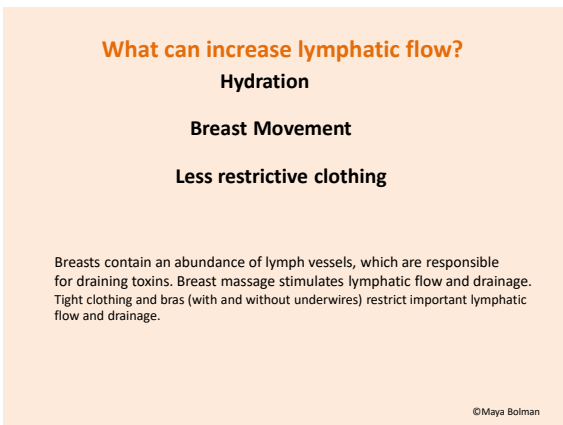 What can increase lymphatic flow?
Hydration
Breast Movement
Less restrictive clothing
Breasts contain an abundance of lymph vessels, which are responsible
for draining toxins. Breast massage stimulates lymphatic flow and drainage.
Tight clothing and bras (with and without underwires) restrict important lymphatic
flow and drainage.
©Maya Bolman